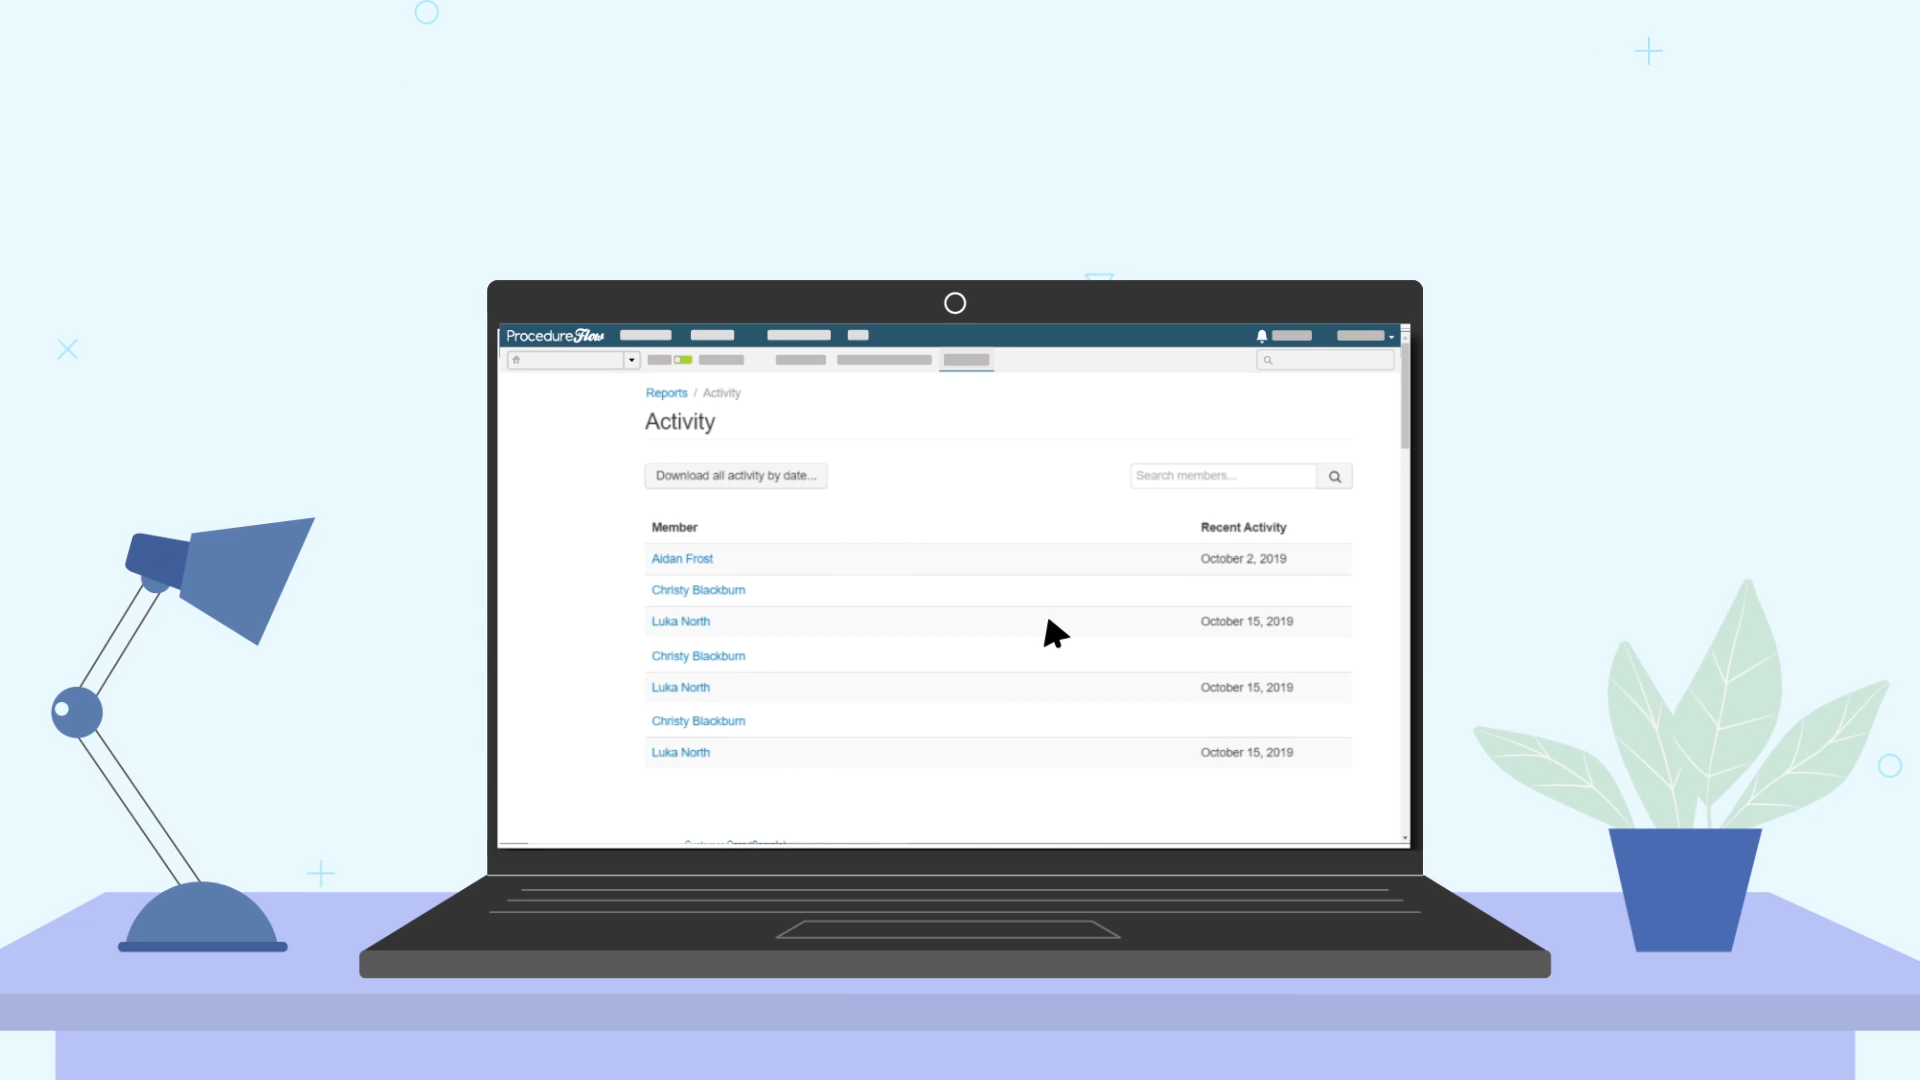 ProcedureFlow
Reports / Activity
Activity
Download all activity by date...
Search members...
Member Recent Activity
Aidan Frost October 2, 2019
Christy Blackburn
Luka North October 15, 2019
Christy Blackburn
Luka North October 15, 2019
Christy Blackburn
Luka North October 15, 2019